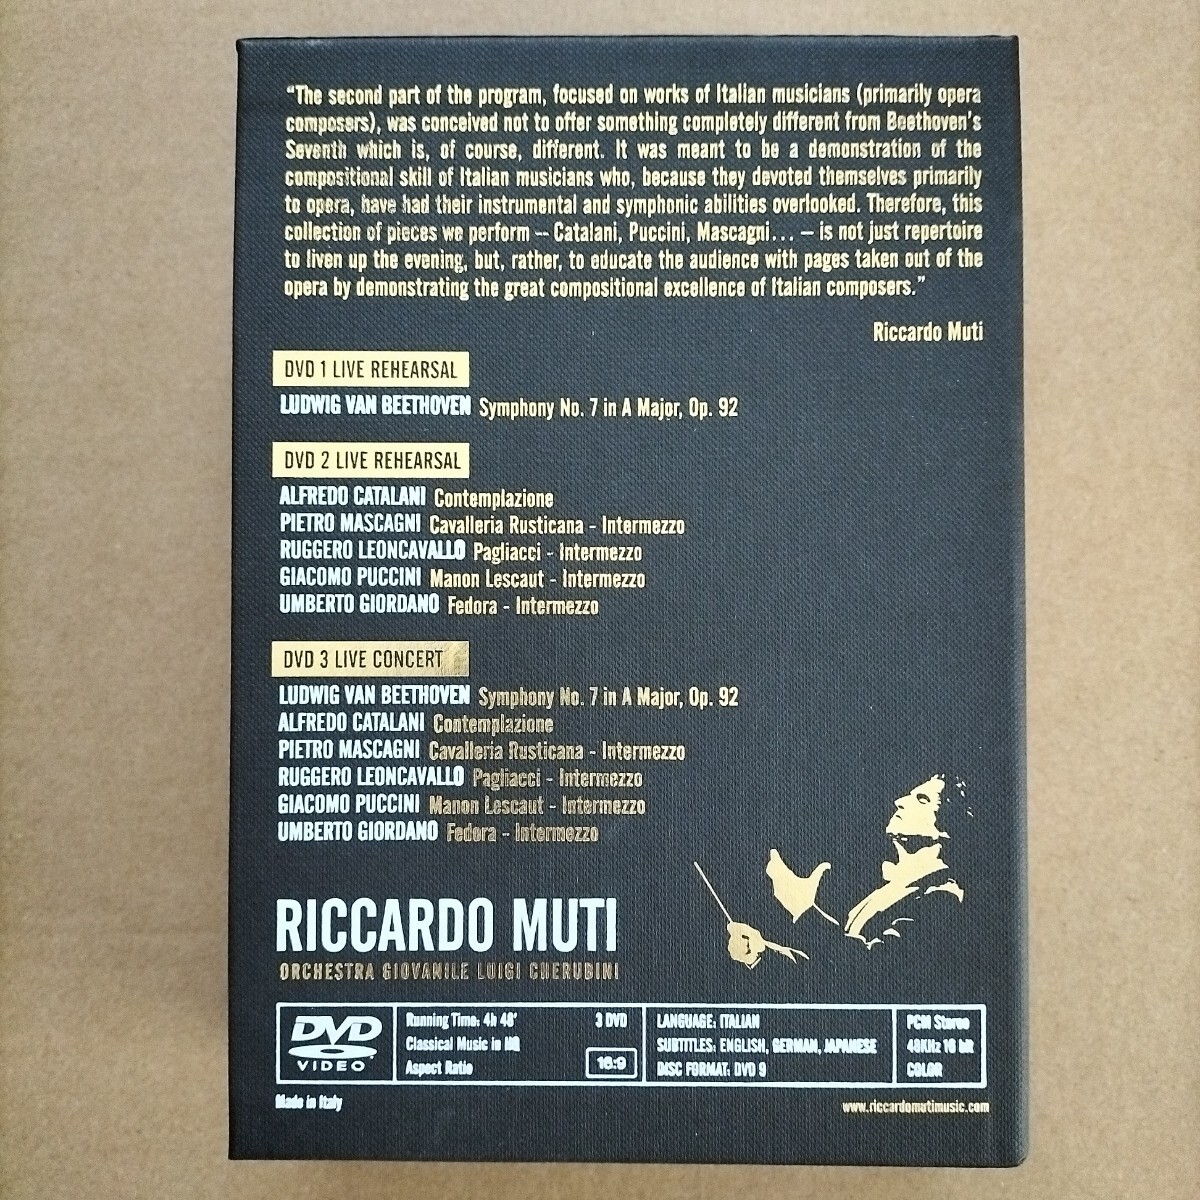 “The second part of the program, focused on works of Italian musicians (primarily opera
composers), was conceived not to offer something completely different from Beethoven's
Seventh which is, of course, different. It was meant to be a demonstration of the
compositional skill of Italian musicians who, because they devoted themselves primarily
to opera, have had their instrumental and symphonic abilities overlooked. Therefore, this
collection of pieces we perform – Catalani, Puccini, Mascagni... – is not just repertoire
to liven up the evening, but, rather, to educate the audience with pages taken out of the
opera by demonstrating the great compositional excellence of Italian composers.”
Riccardo Muti
DVD 1 LIVE REHEARSAL
LUDWIG VAN BEETHOVEN Symphony No. 7 in A Major, Op. 92
DVD 2 LIVE REHEARSAL
ALFREDO CATALANI Contemplazione
PIETRO MASCAGNI Cavalleria Rusticana - Intermezzo
RUGGERO LEONCAVALLO Pagliacci - Intermezzo
GIACOMO PUCCINI Manon Lescaut - Intermezzo
UMBERTO GIORDANO Fedora - Intermezzo
DVD 3 LIVE CONCERT
LUDWIG VAN BEETHOVEN Symphony No. 7 in A Major, Op. 92
ALFREDO CATALANI Contemplazione
PIETRO MASCAGNI Cavalleria Rusticana - Intermezzo
RUGGERO LEONCAVALLO Pagliacci - Intermezzo
GIACOMO PUCCINI Manon Lescaut - Intermezzo
UMBERTO GIORDANO Fedora - Intermezzo
RICCARDO MUTI
ORCHESTRA GIOVANILE LUIGI CHERUBINI
DVD
VIDEO
Running Time: 4h 48' 3 DVD
Classical Music in HQ
Aspect Ratio 16:9
LANGUAGE: ITALIAN
SUBTITLES: ENGLISH, GERMAN, JAPANESE
DISC FORMAT: DVD 9
PCM Stereo
48KHz 16 bit
COLOR
Made in Italy
www.riccardomutimusic.com